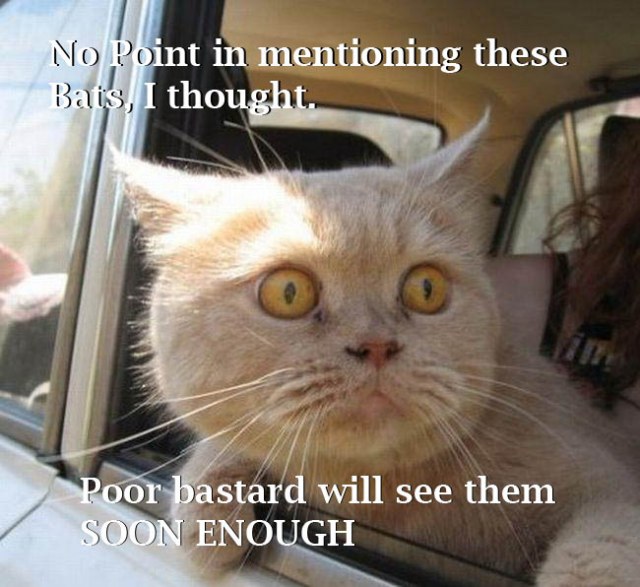 No Point in mentioning these
Bats, I thought.
Poor bastard will see them
SOON ENOUGH